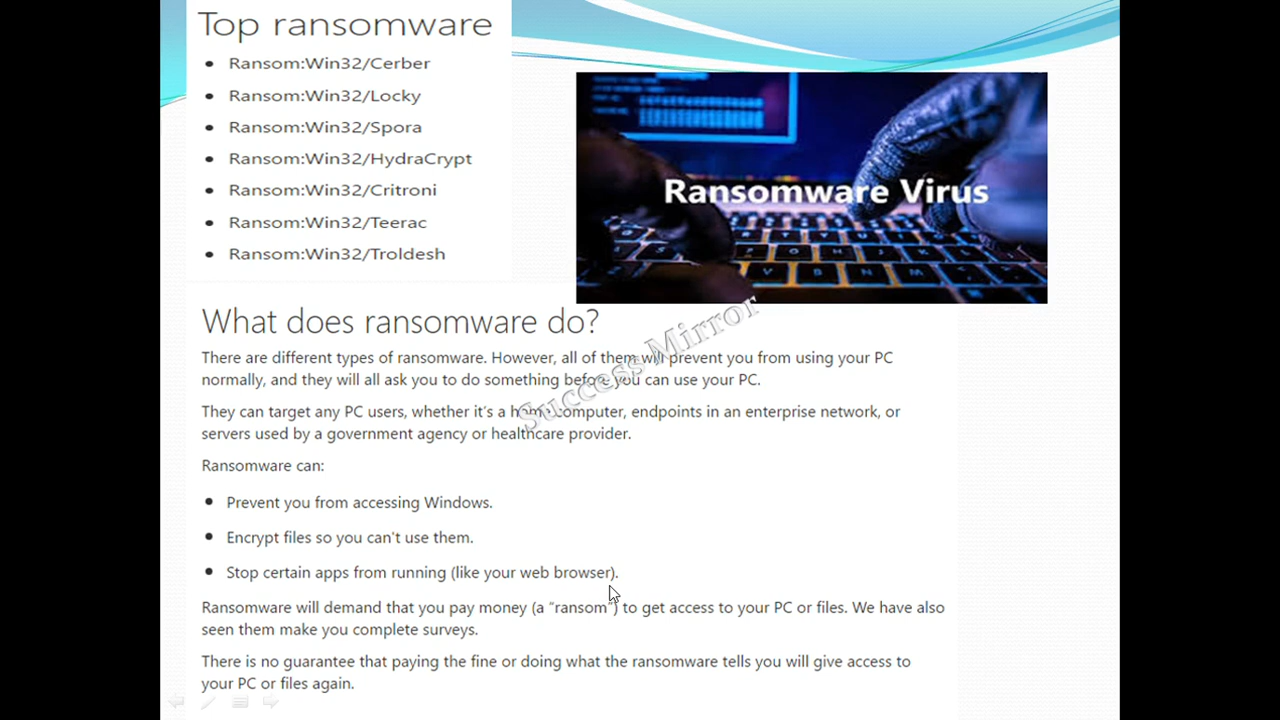 Top ransomware
• Ransom:Win32/Cerber
• Ransom:Win32/Locky
• Ransom:Win32/Spora
• Ransom:Win32/HydraCrypt
• Ransom:Win32/Critroni
• Ransom:Win32/Teerac
• Ransom:Win32/Troldesh
Ransomware Virus
What does ransomware do?
There are different types of ransomware. However, all of them will prevent you from using your PC
normally, and they will all ask you to do something before you can use your PC.
They can target any PC users, whether it's a home computer, endpoints in an enterprise network, or
servers used by a government agency or healthcare provider.
Success Mirror
Ransomware can:
• Prevent you from accessing Windows.
• Encrypt files so you can't use them.
• Stop certain apps from running (like your web browser).
Ransomware will demand that you pay money (a “ransom”) to get access to your PC or files. We have also
seen them make you complete surveys.
There is no guarantee that paying the fine or doing what the ransomware tells you will give access to
your PC or files again.